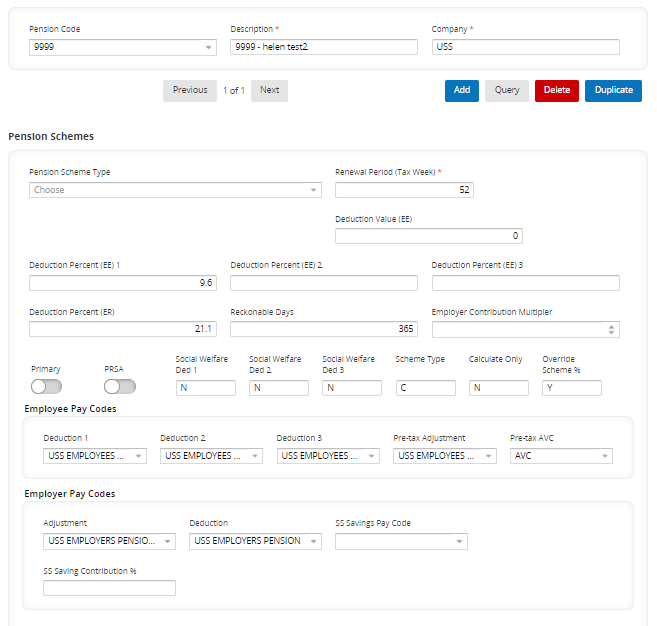 Pension Code Description * Company *
9999 9999 - helen test2 USS
Previous 1 of 1 Next Add Query Delete Duplicate
Pension Schemes
Pension Scheme Type Renewal Period (Tax Week) *
Choose 52
Deduction Value (EE)
0
Deduction Percent (EE) 1 Deduction Percent (EE) 2 Deduction Percent (EE) 3
9.6
Deduction Percent (ER) Reckonable Days Employer Contribution Multiplier
21.1 365
Primary PRSA Social Welfare Ded 1 Social Welfare Ded 2 Social Welfare Ded 3 Scheme Type Calculate Only Override Scheme %
N N N C N Y
Employee Pay Codes
Deduction 1 Deduction 2 Deduction 3 Pre-tax Adjustment Pre-tax AVC
USS EMPLOYEES ... USS EMPLOYEES ... USS EMPLOYEES ... USS EMPLOYEES ... AVC
Employer Pay Codes
Adjustment Deduction SS Savings Pay Code
USS EMPLOYERS PENSIO... USS EMPLOYERS PENSION
SS Saving Contribution %